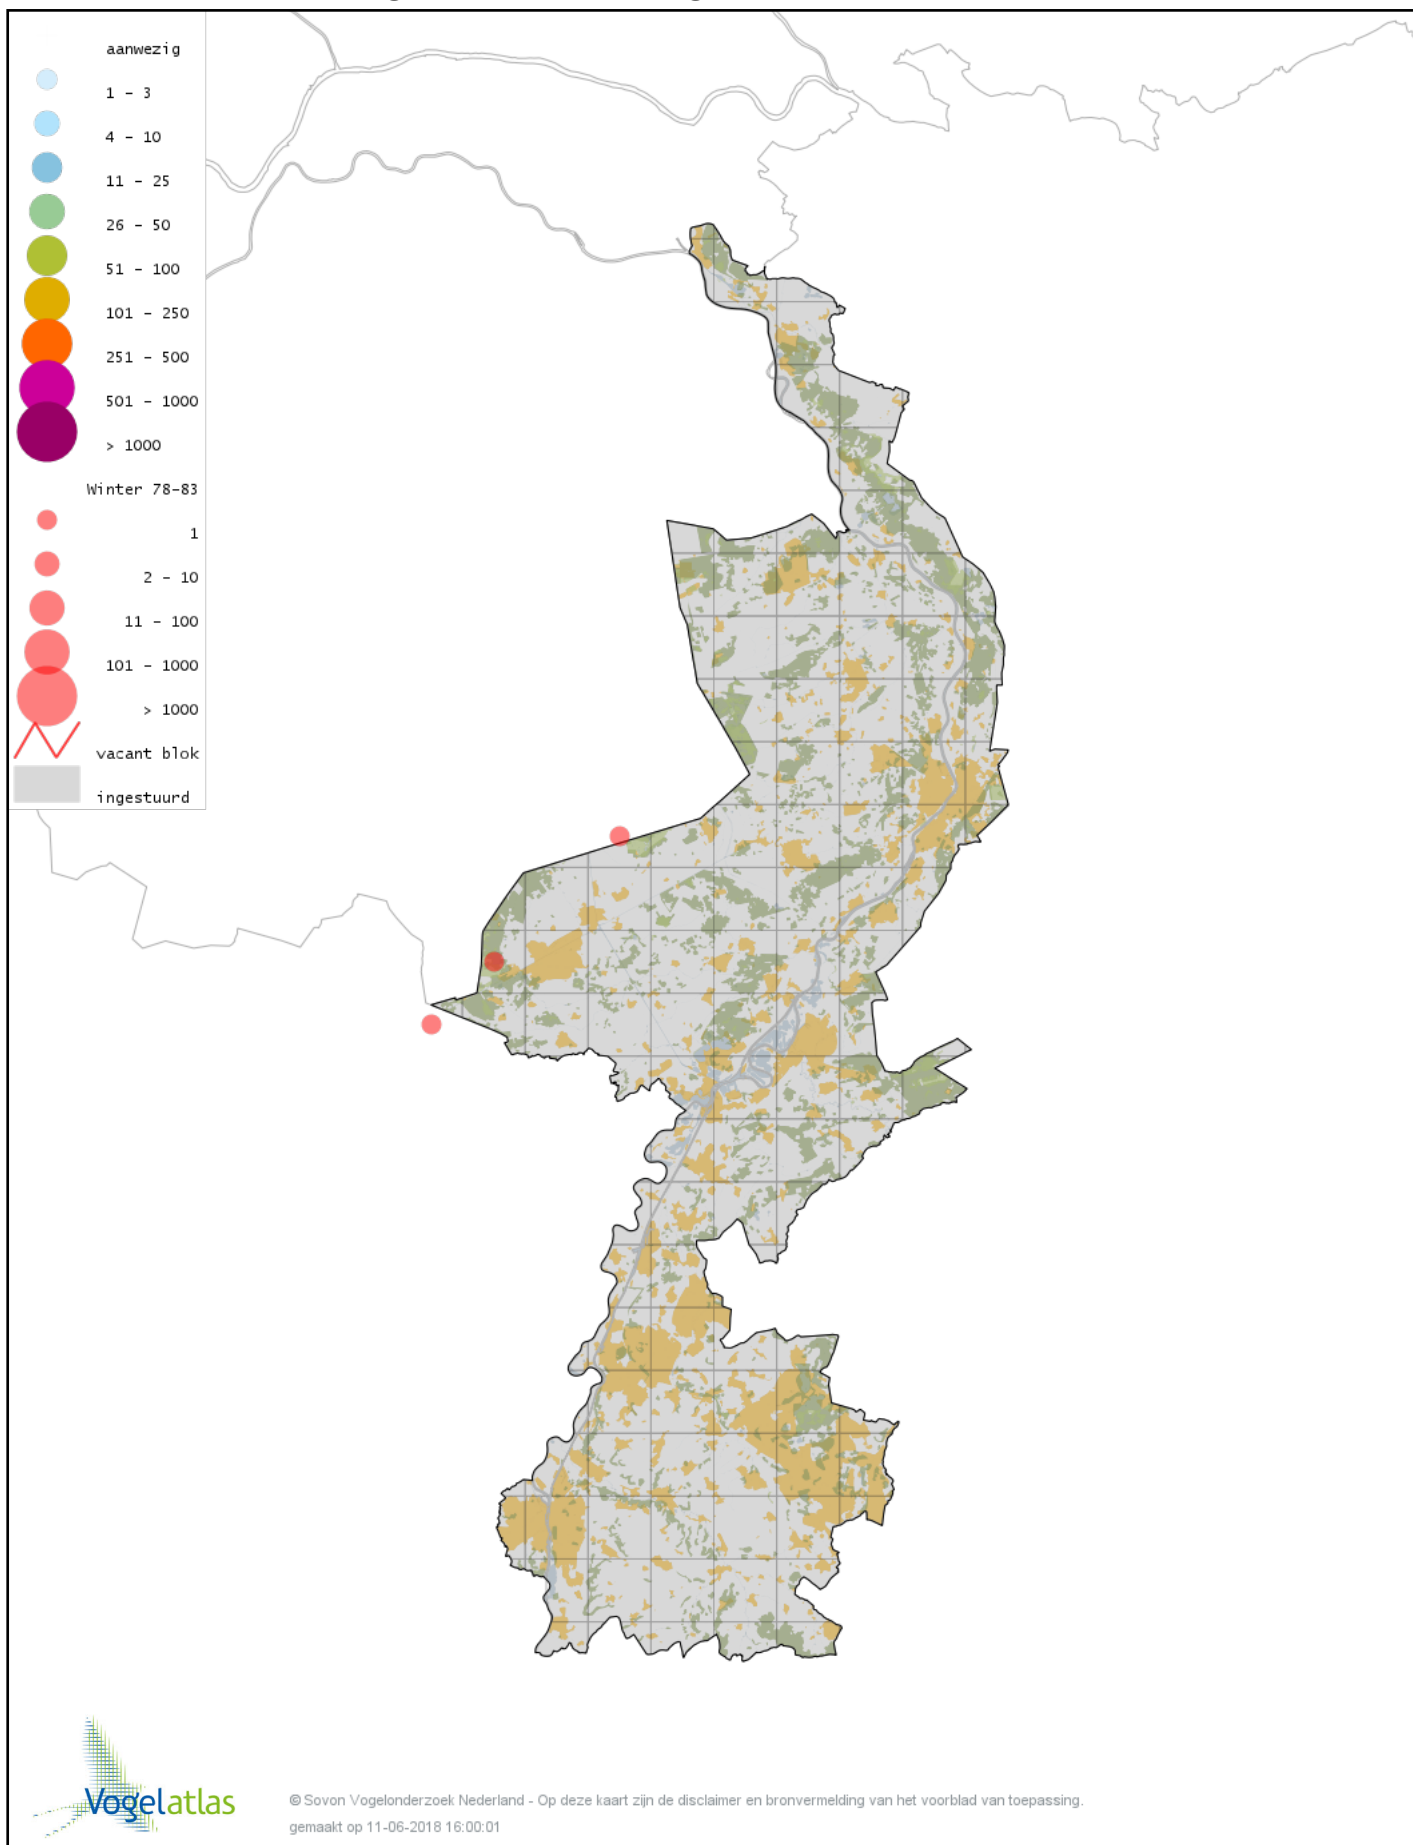 aanwezig
1 - 3
4 - 10
11 - 25
26 - 50
51 - 100
101 - 250
251 - 500
501 - 1000
> 1000
Winter 78-83
1
2 - 10
11 - 100
101 - 1000
> 1000
vacant blok
ingestuurd
Vogelatlas
© Sovon Vogelonderzoek Nederland - Op deze kaart zijn de disclaimer en bronvermelding van het voorblad van toepassing.
gemaakt op 11-06-2018 16:00:01